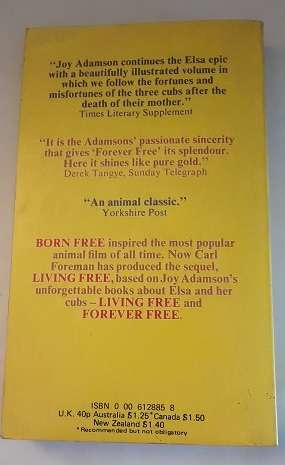 "Joy Adamson continues the Elsa epic
with a beautifully illustrated volume in
which we follow the fortunes and
misfortunes of the three cubs after the
death of their mother."
Times Literary Supplement
"It is the Adamsons' passionate sincerity
that gives 'Forever Free' its splendour.
Here it shines like pure gold."
Derek Tangye, Sunday Telegraph
"An animal classic."
Yorkshire Post
BORN FREE inspired the most popular
animal film of all time. Now Carl
Foreman has produced the sequel,
LIVING FREE, based on Joy Adamson's
unforgettable books about Elsa and her
cubs – LIVING FREE and
FOREVER FREE.
ISBN 0 00 612885 8
U.K. 40p Australia $1.25* Canada $1.50
New Zealand $1.40
*Recommended but not obligatory